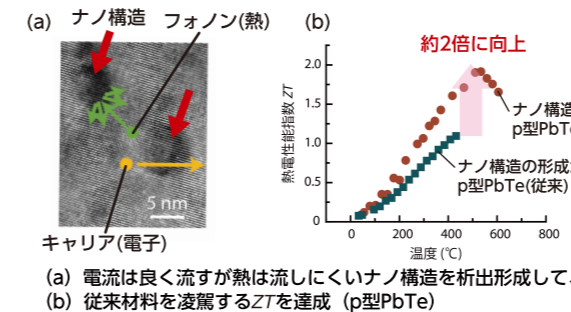 (a)
ナノ構造
フォノン(熱)
5 nm
キャリア(電子)
(b)
約2倍に向上
熱電性能指数 ZT
2.0
1.5
1.0
0.5
0
ナノ構造
p型PbTe
ナノ構造の形成
p型PbTe(従来)
0
200
400
600
800
温度 (℃)
(a) 電流は良く流すが熱は流しにくいナノ構造を析出形成して、
(b) 従来材料を凌駕するZTを達成（p型PbTe）